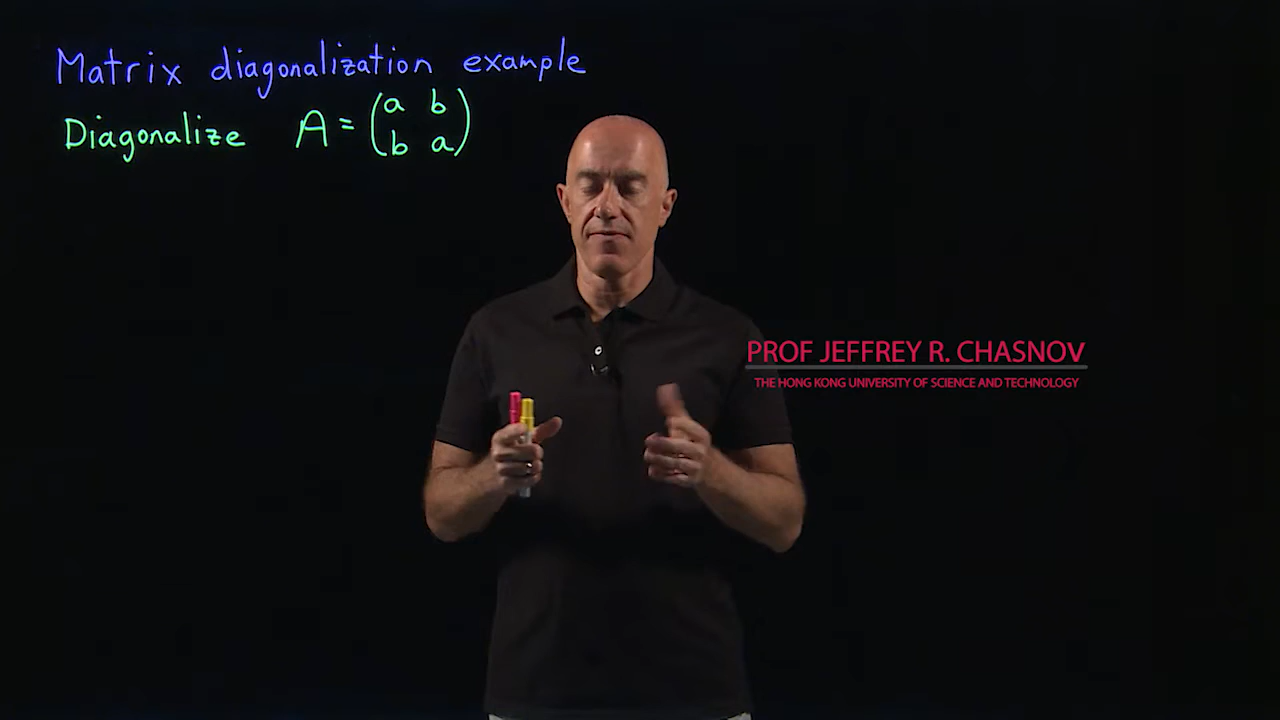 Matrix diagonalization example
Diagonalize A = (a b
b a)
PROF JEFFREY R. CHASNOV
THE HONG KONG UNIVERSITY OF SCIENCE AND TECHNOLOGY